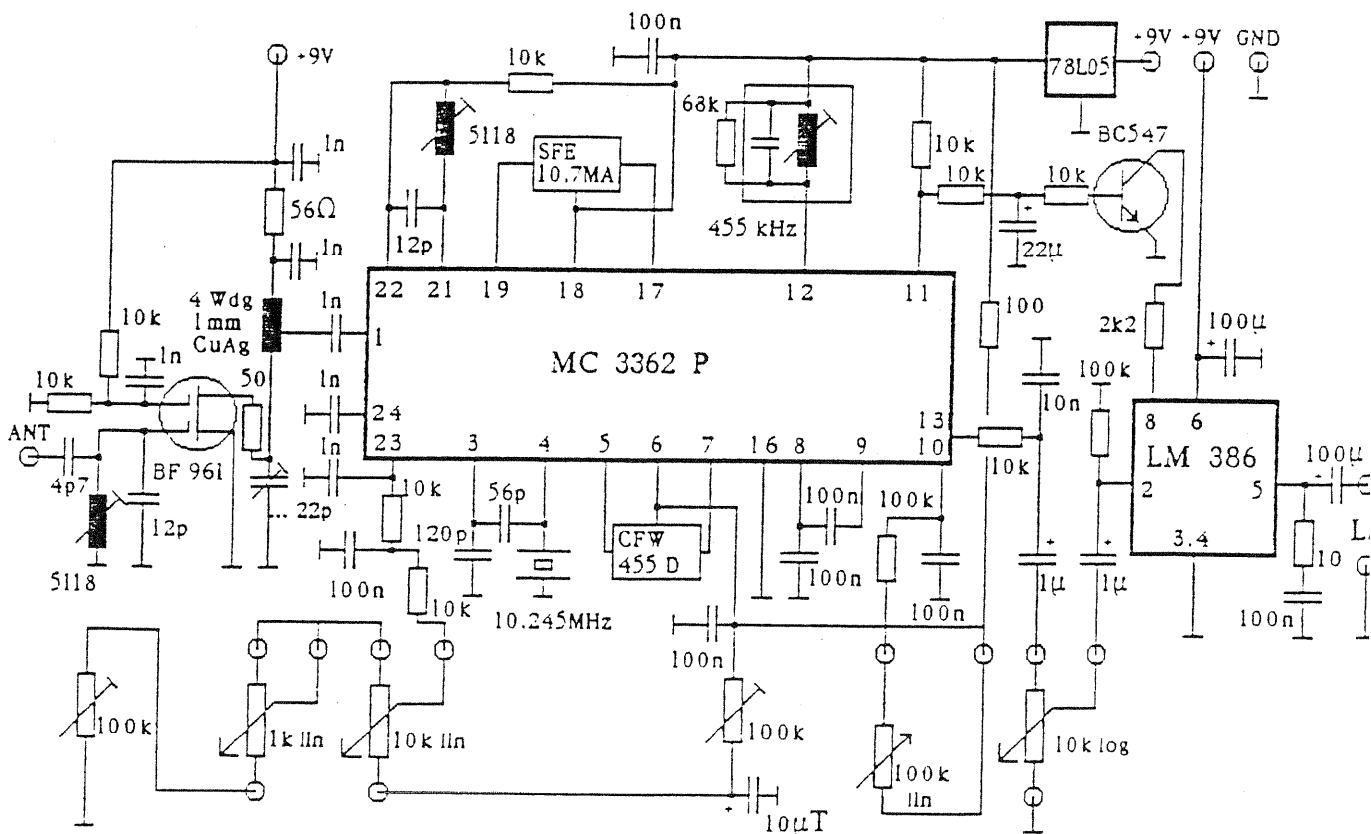 100n
+9V
+9V
+9V
GND
10k
78L05
1n
5118
68k
BC547
10k
SFE
10.7MA
10k
10k
56Ω
12p
455 kHz
22µ
1n
22
21
19
18
17
12
11
4 Wdg
1mm
CuAg
1n
100
2k2
100µ
10k
1
1n
MC 3362 P
100k
50
10k
1n
10n
24
13
8
6
ANT
23
3
4
5
6
7
16
8
9
10
LM 386
BF 961
1n
10k
2
5
100µ
4p7
10k
56p
100n
100k
... 22p
12p
120p
CFW
455 D
3.4
L
5118
100n
100n
1µ
1µ
10
10k
100n
100n
10.245MHz
100n
100k
1k lin
10k lin
100k
100k
lin
10k log
10µT